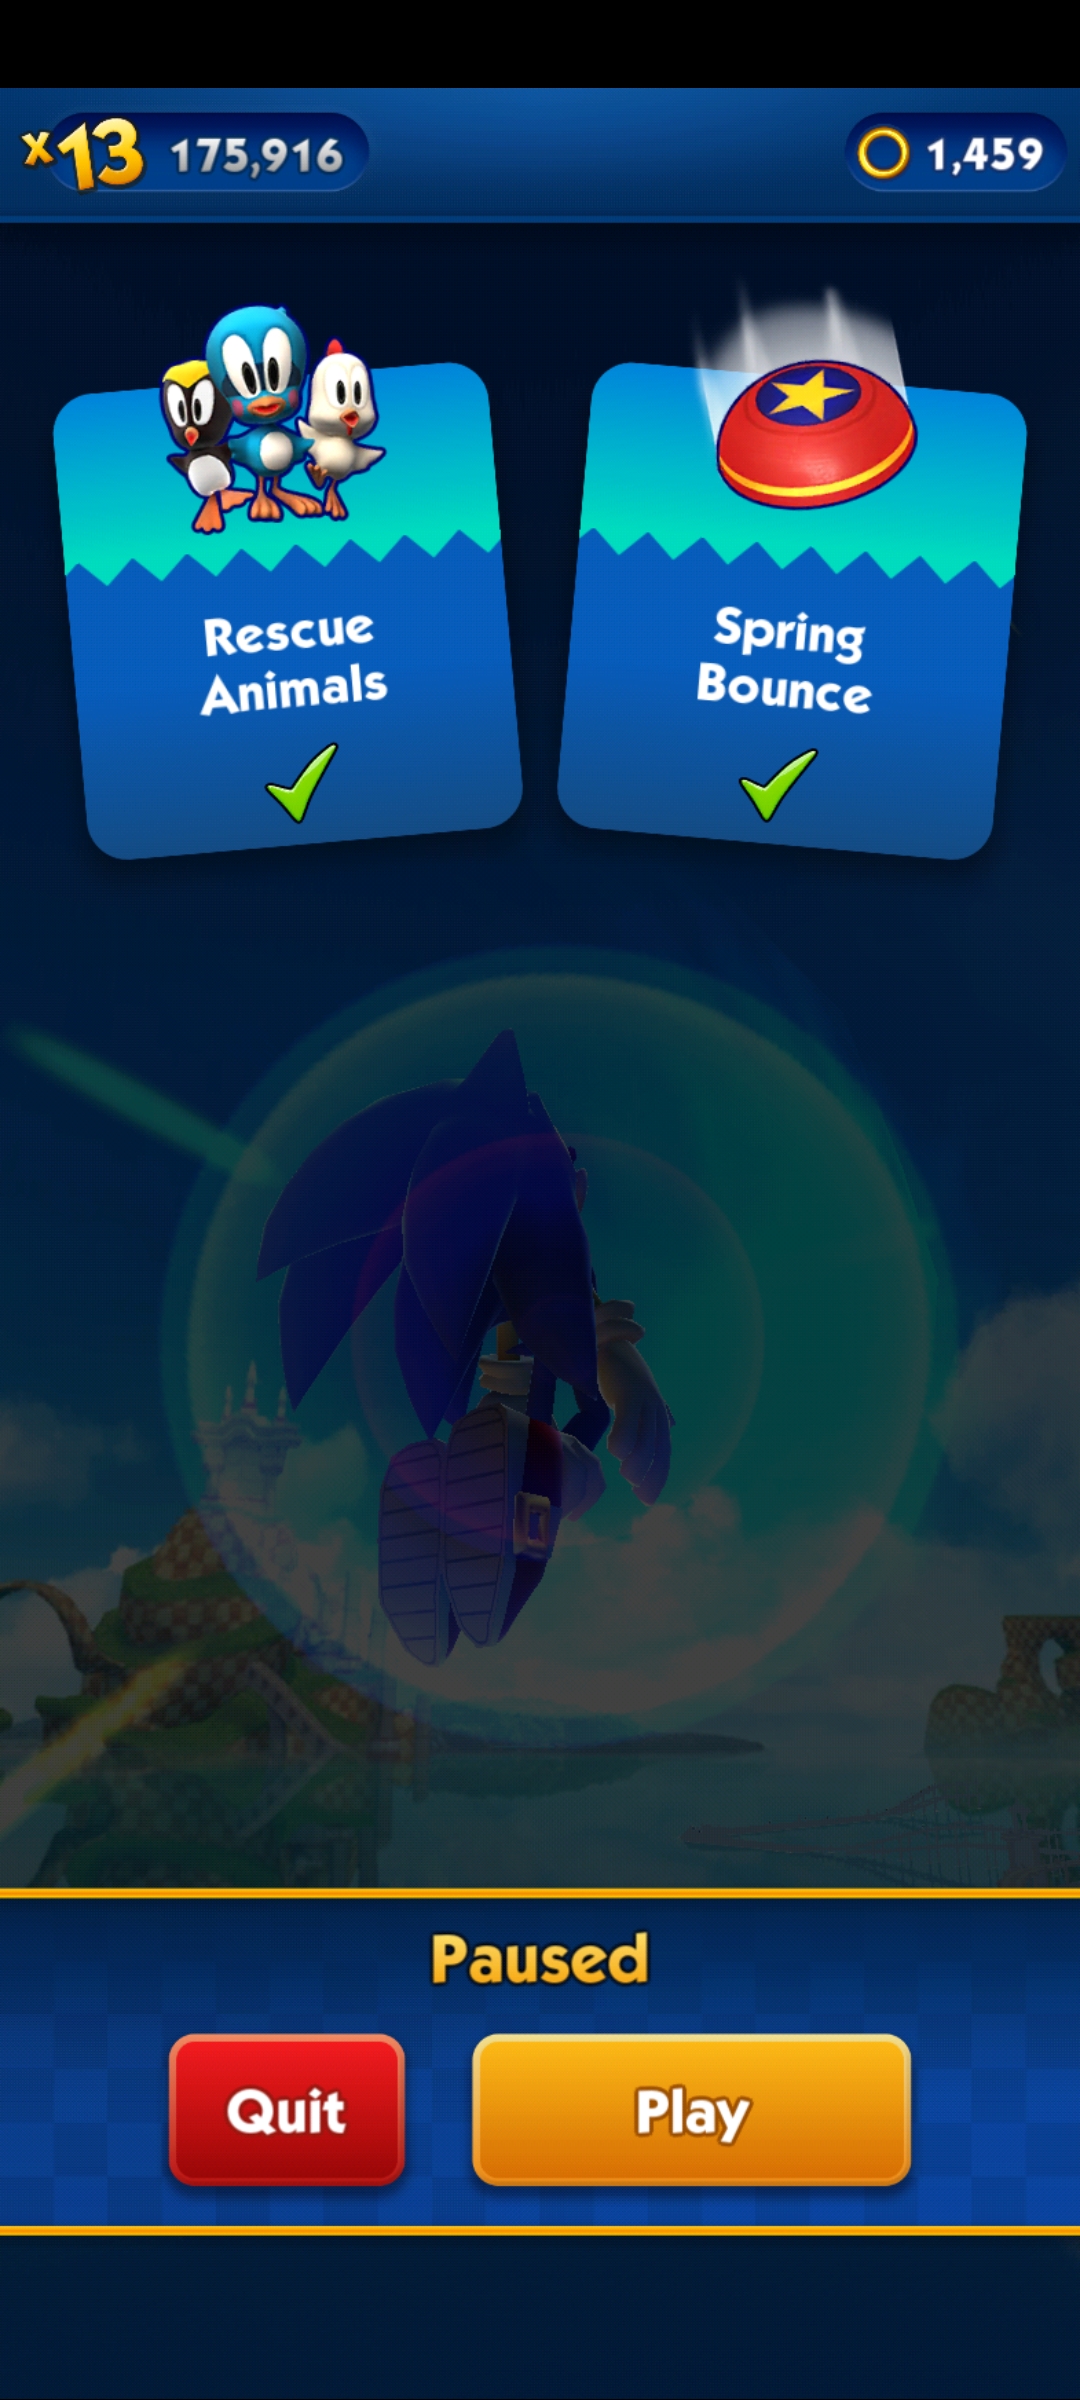 x13 175,916
1,459
Rescue
Animals
Spring
Bounce
Paused
Quit
Play